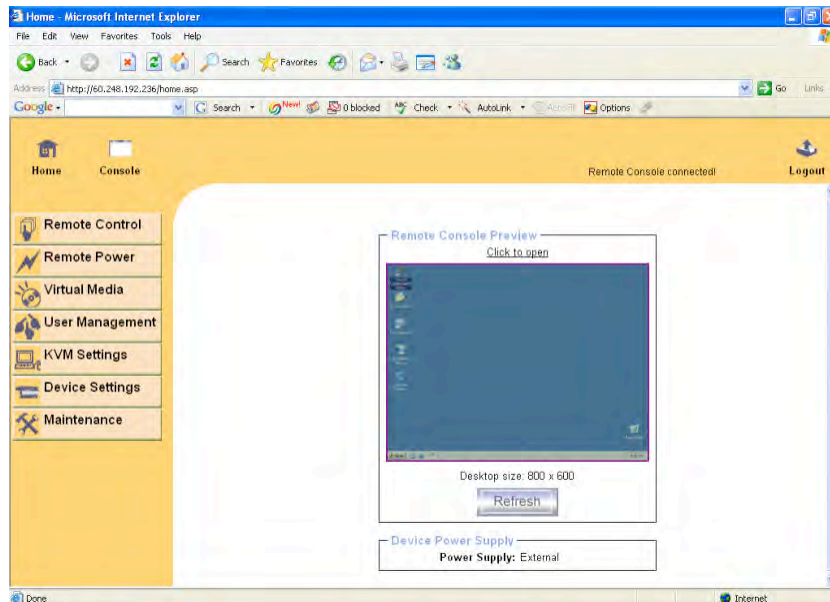 Home - Microsoft Internet Explorer
File Edit View Favorites Tools Help
Back Search Favorites
Address http://60.248.192.236/home.asp Go Links
Google Search New! 0 blocked ABC Check AutoLink AutoFill Options
Home Console Remote Console connected! Logout
Remote Control
Remote Power
Virtual Media
User Management
KVM Settings
Device Settings
Maintenance
Remote Console Preview
Click to open
Desktop size: 800 x 600
Refresh
Device Power Supply
Power Supply: External
Done Internet